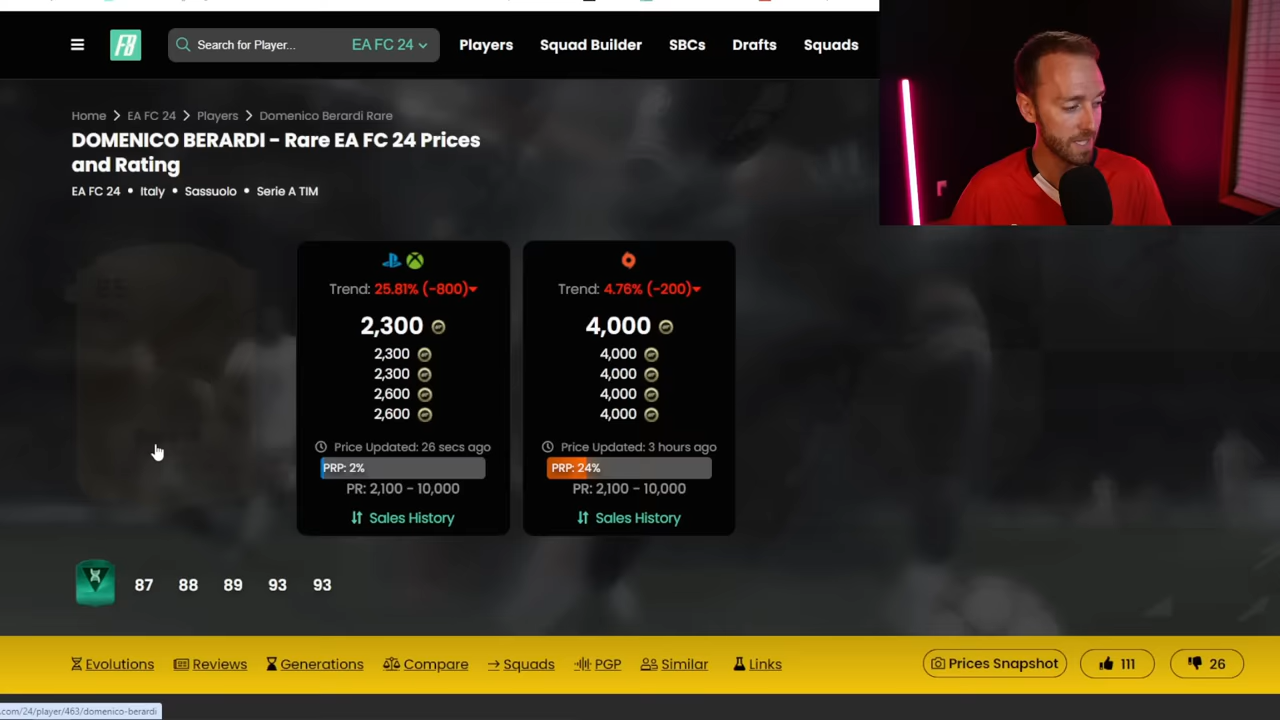 FB
Search for Player...
EA FC 24
Players
Squad Builder
SBCs
Drafts
Squads
Home > EA FC 24 > Players > Domenico Berardi Rare
DOMENICO BERARDI - Rare EA FC 24 Prices
and Rating
EA FC 24 • Italy • Sassuolo • Serie A TIM
Trend: 25.81% (-800)
2,300
2,300
2,300
2,600
2,600
Price Updated: 26 secs ago
PRP: 2%
PR: 2,100 - 10,000
Sales History
Trend: 4.76% (-200)
4,000
4,000
4,000
4,000
4,000
Price Updated: 3 hours ago
PRP: 24%
PR: 2,100 - 10,000
Sales History
87 88 89 93 93
Evolutions
Reviews
Generations
Compare
Squads
PGP
Similar
Links
Prices Snapshot
111
26
.com/24/player/463/domenico-berardi